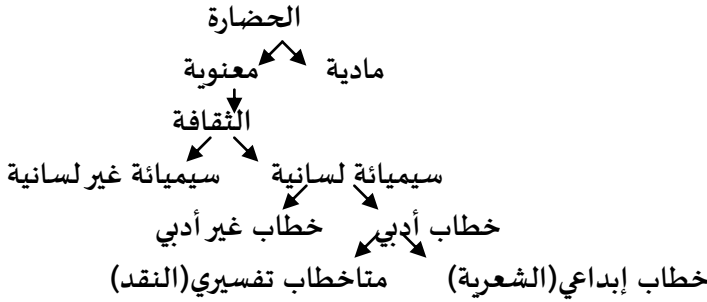 الحضارة
مادية معنوية
الثقافة
سيميائة لسانية سيميائة غير لسانية
خطاب أدبي خطاب غير أدبي
خطاب إبداعي(الشعرية) متاخطاب تفسيري(النقد)